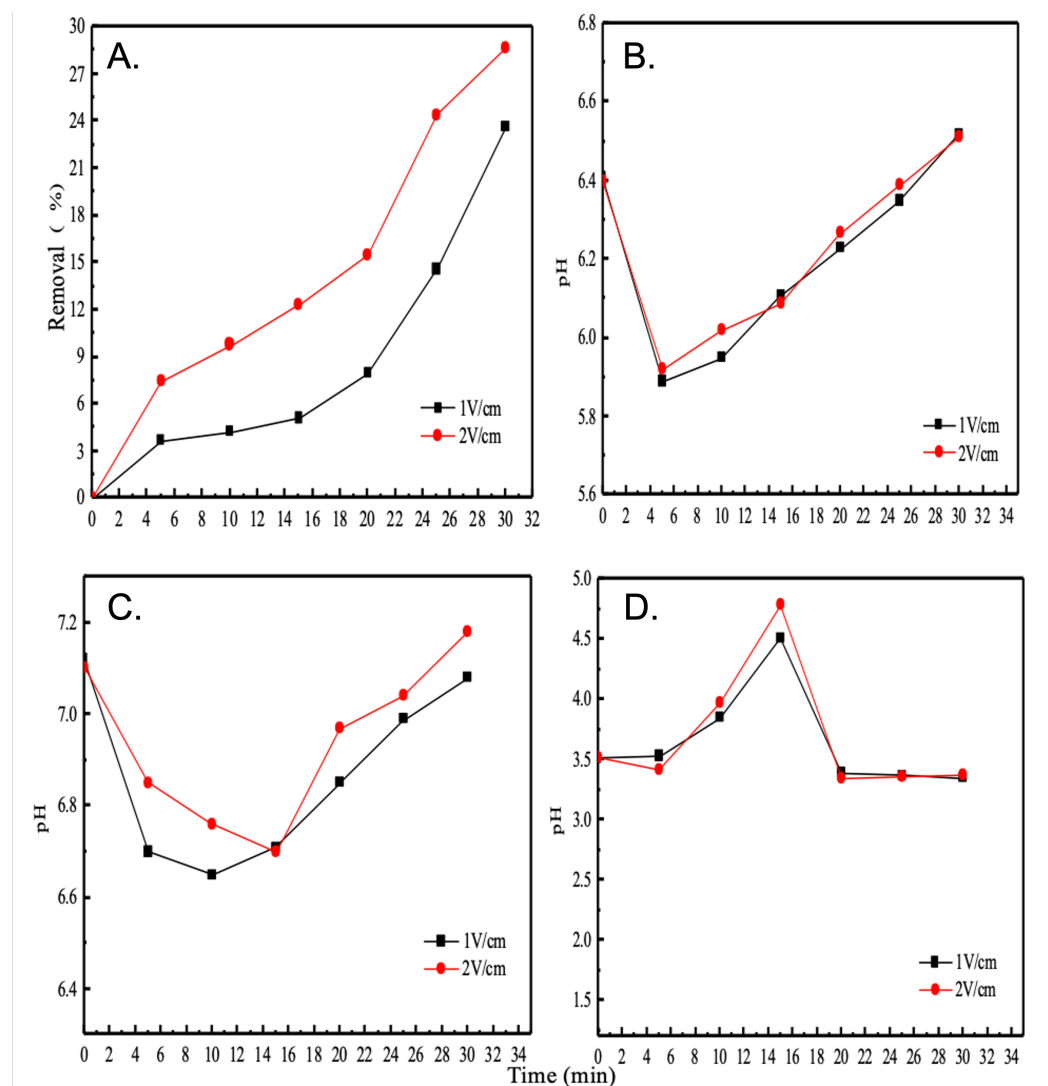 A.
30
27
24
21
18
15
12
9
6
3
0
Removal ( %)
1V/cm
2V/cm
0 2 4 6 8 10 12 14 16 18 20 22 24 26 28 30 32
B.
6.8
6.6
6.4
6.2
6.0
5.8
5.6
pH
1V/cm
2V/cm
0 2 4 6 8 10 12 14 16 18 20 22 24 26 28 30 32 34
C.
7.2
7.0
6.8
6.6
6.4
pH
1V/cm
2V/cm
0 2 4 6 8 10 12 14 16 18 20 22 24 26 28 30 32 34
D.
5.0
4.5
4.0
3.5
3.0
2.5
2.0
1.5
pH
1V/cm
2V/cm
0 2 4 6 8 10 12 14 16 18 20 22 24 26 28 30 32 34
Time (min)